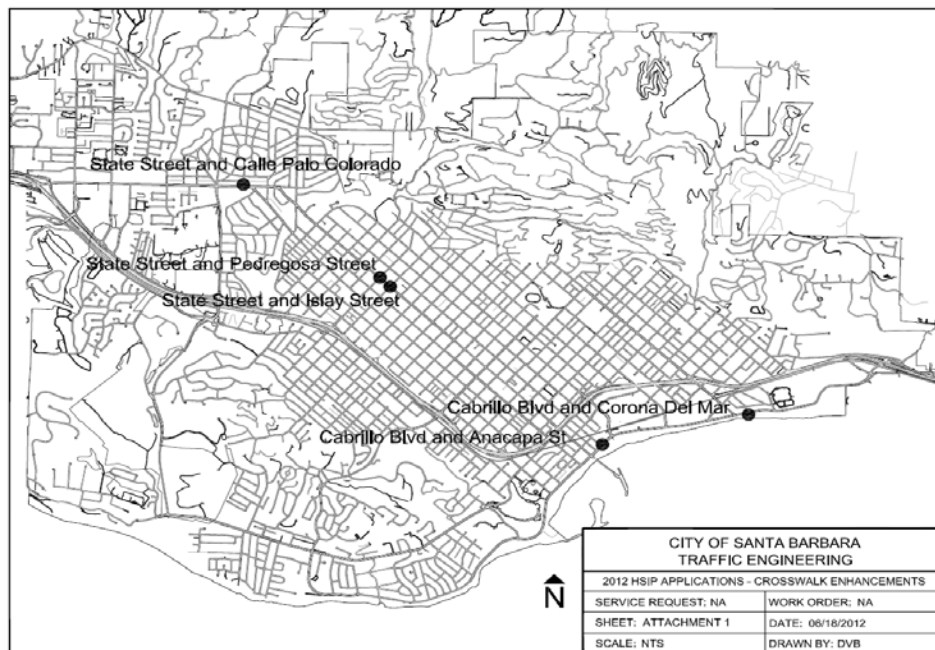 State Street and Calle Palo Colorado
State Street and Pedregosa Street
State Street and Islay Street
Cabrillo Blvd and Corona Del Mar
Cabrillo Blvd and Anacapa St
N
CITY OF SANTA BARBARA
TRAFFIC ENGINEERING
2012 HSIP APPLICATIONS - CROSSWALK ENHANCEMENTS
SERVICE REQUEST: NA
WORK ORDER: NA
SHEET: ATTACHMENT 1
DATE: 06/18/2012
SCALE: NTS
DRAWN BY: DVB